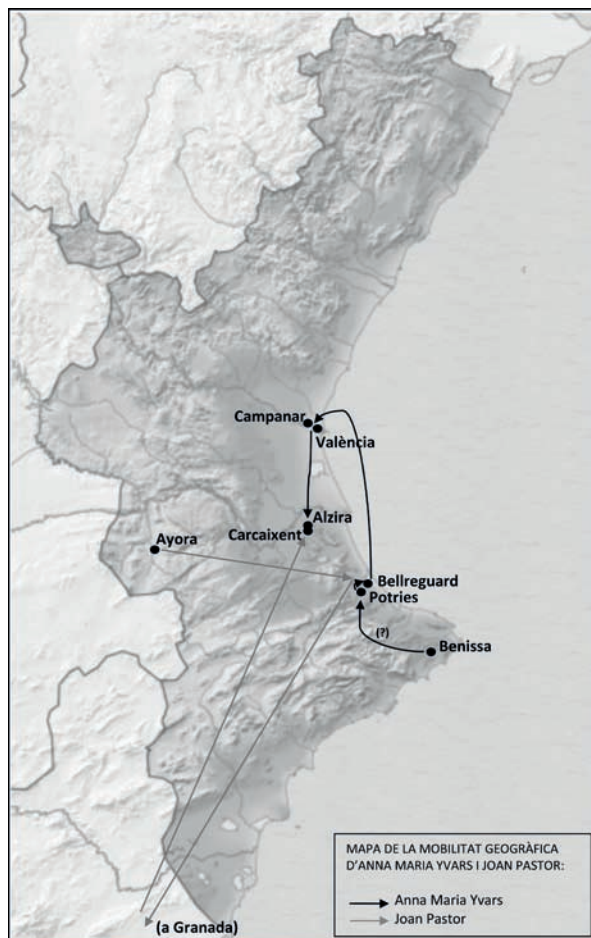 Campanar
València
Alzira
Carcaixent
Ayora
Bellreguard
Potries
(?)
Benissa
(a Granada)
MAPA DE LA MOBILITAT GEOGRÀFICA
D'ANNA MARIA YVARS I JOAN PASTOR:
Anna Maria Yvars
Joan Pastor